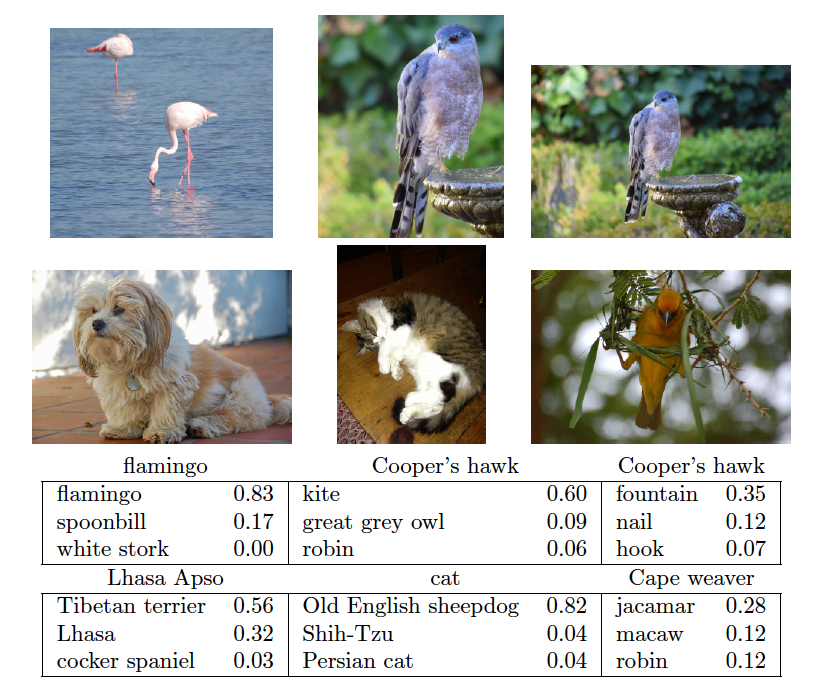 flamingo Cooper's hawk Cooper's hawk
flamingo 0.83 kite 0.60 fountain 0.35
spoonbill 0.17 great grey owl 0.09 nail 0.12
white stork 0.00 robin 0.06 hook 0.07
Lhasa Apso cat Cape weaver
Tibetan terrier 0.56 Old English sheepdog 0.82 jacamar 0.28
Lhasa 0.32 Shih-Tzu 0.04 macaw 0.12
cocker spaniel 0.03 Persian cat 0.04 robin 0.12